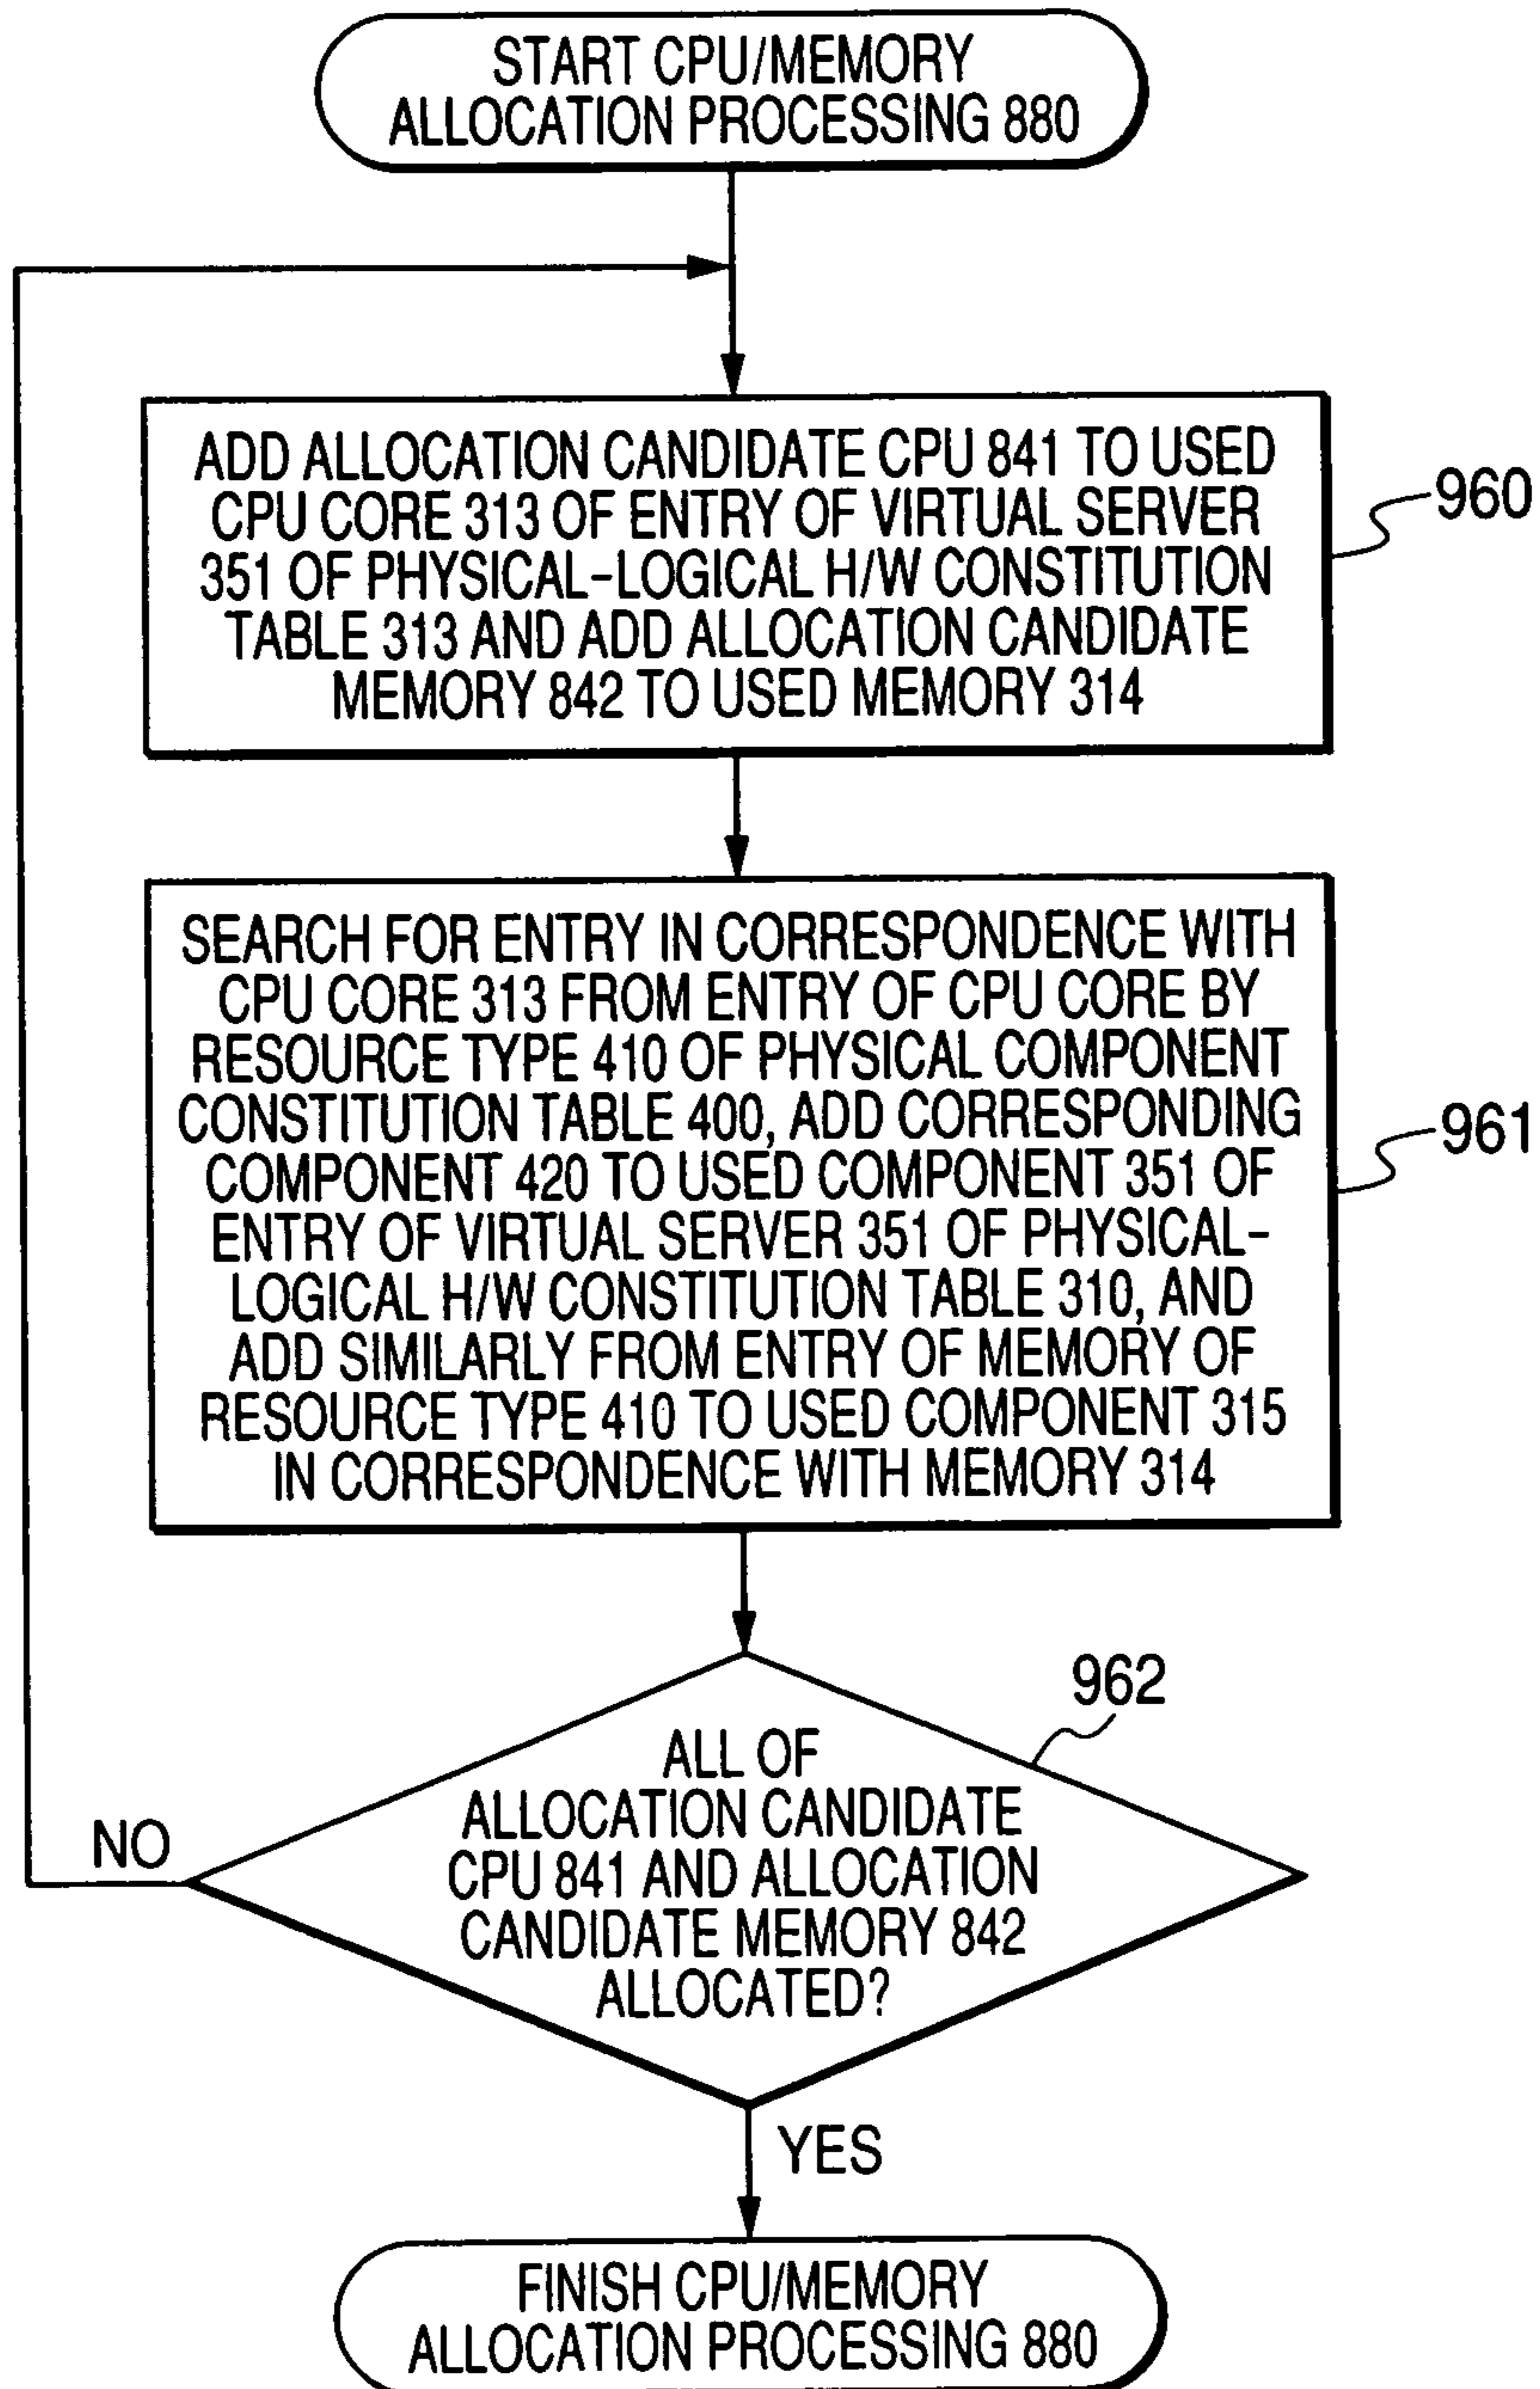 START CPU/MEMORY
ALLOCATION PROCESSING 880
ADD ALLOCATION CANDIDATE CPU 841 TO USED
CPU CORE 313 OF ENTRY OF VIRTUAL SERVER
351 OF PHYSICAL-LOGICAL H/W CONSTITUTION
TABLE 313 AND ADD ALLOCATION CANDIDATE
MEMORY 842 TO USED MEMORY 314
960
SEARCH FOR ENTRY IN CORRESPONDENCE WITH
CPU CORE 313 FROM ENTRY OF CPU CORE BY
RESOURCE TYPE 410 OF PHYSICAL COMPONENT
CONSTITUTION TABLE 400, ADD CORRESPONDING
COMPONENT 420 TO USED COMPONENT 351 OF
ENTRY OF VIRTUAL SERVER 351 OF PHYSICAL-
LOGICAL H/W CONSTITUTION TABLE 310, AND
ADD SIMILARLY FROM ENTRY OF MEMORY OF
RESOURCE TYPE 410 TO USED COMPONENT 315
IN CORRESPONDENCE WITH MEMORY 314
961
962
ALL OF
ALLOCATION CANDIDATE
CPU 841 AND ALLOCATION
CANDIDATE MEMORY 842
ALLOCATED?
NO
YES
FINISH CPU/MEMORY
ALLOCATION PROCESSING 880